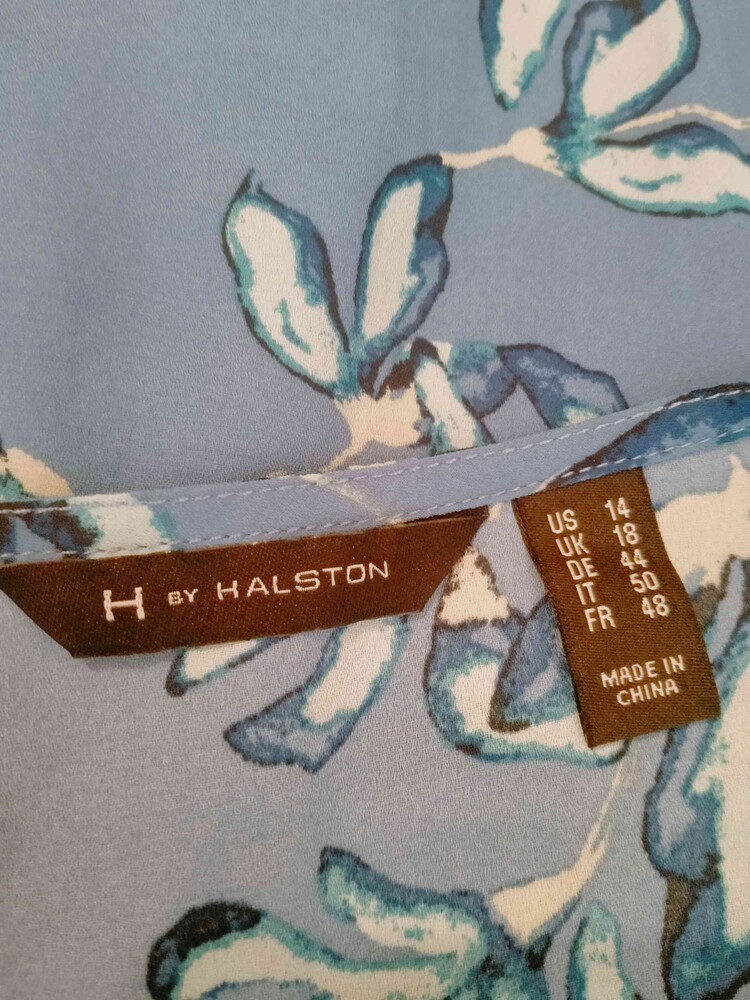 H BY HALSTON
US 14
UK 18
DE 44
IT 50
FR 48
MADE IN
CHINA